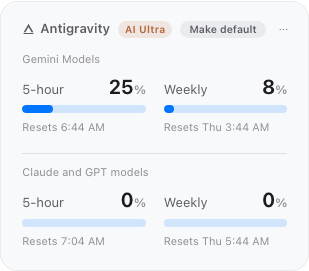 Antigravity AI Ultra Make default ...
Gemini Models
5-hour 25% Weekly 8%
Resets 6:44 AM Resets Thu 3:44 AM
Claude and GPT models
5-hour 0% Weekly 0%
Resets 7:04 AM Resets Thu 5:44 AM